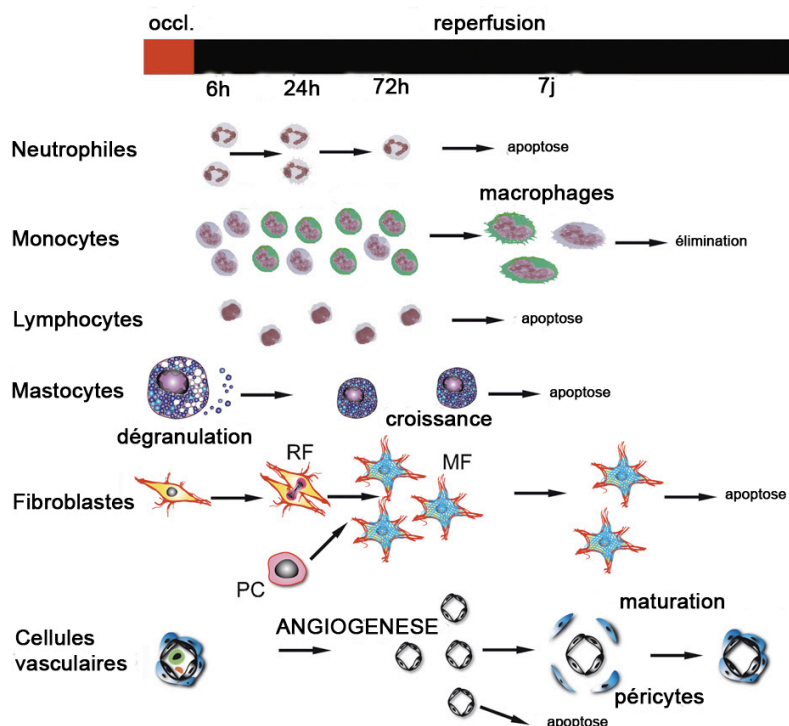 occl. reperfusion
6h 24h 72h 7j
Neutrophiles apoptose
macrophages
Monocytes élimination
Lymphocytes apoptose
Mastocytes apoptose
croissance
dégranulation
RF MF
Fibroblastes apoptose
PC
maturation
ANGIOGENESE
Cellules
vasculaires
péricytes
apoptose